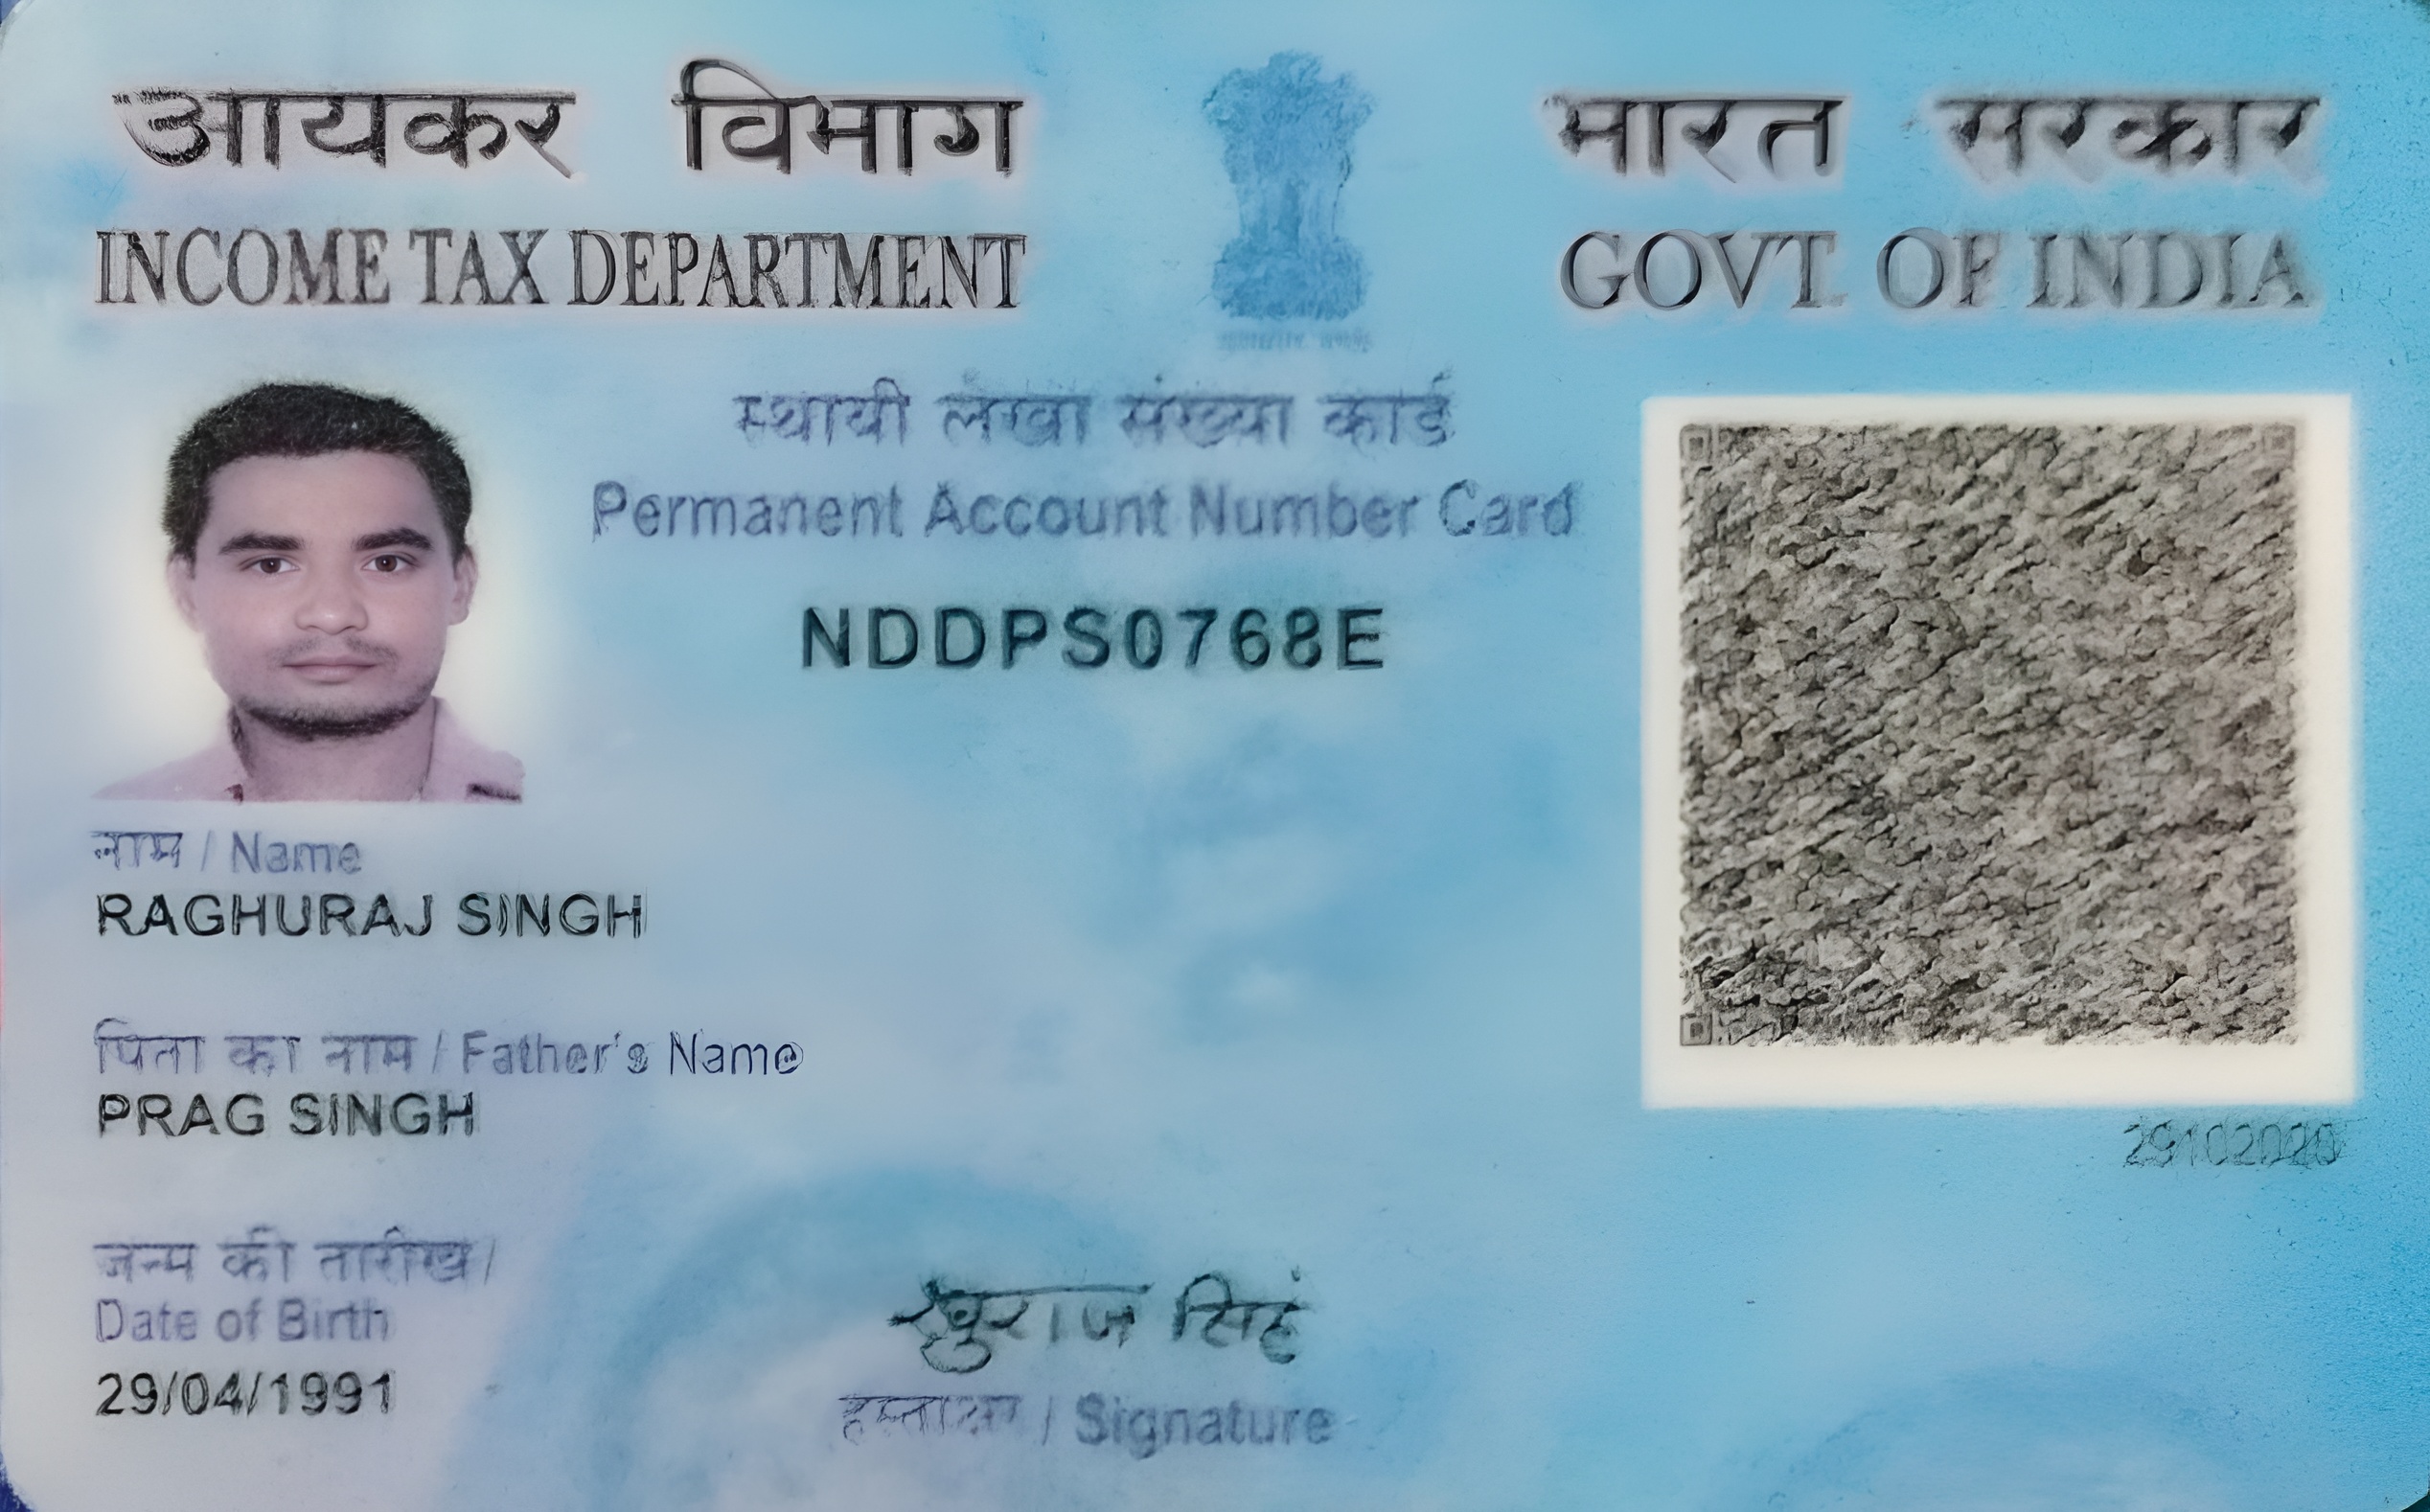 आयकर विभाग
INCOME TAX DEPARTMENT
भारत सरकार
GOVT. OF INDIA
स्थायी लेखा संख्या कार्ड
Permanent Account Number Card
NDDPS0768E
नाम / Name
RAGHURAJ SINGH
पिता का नाम / Father's Name
PRAG SINGH
29102020
जन्म की तारीख /
Date of Birth
29/04/1991
रघुराज सिहं
हस्ताक्षर / Signature